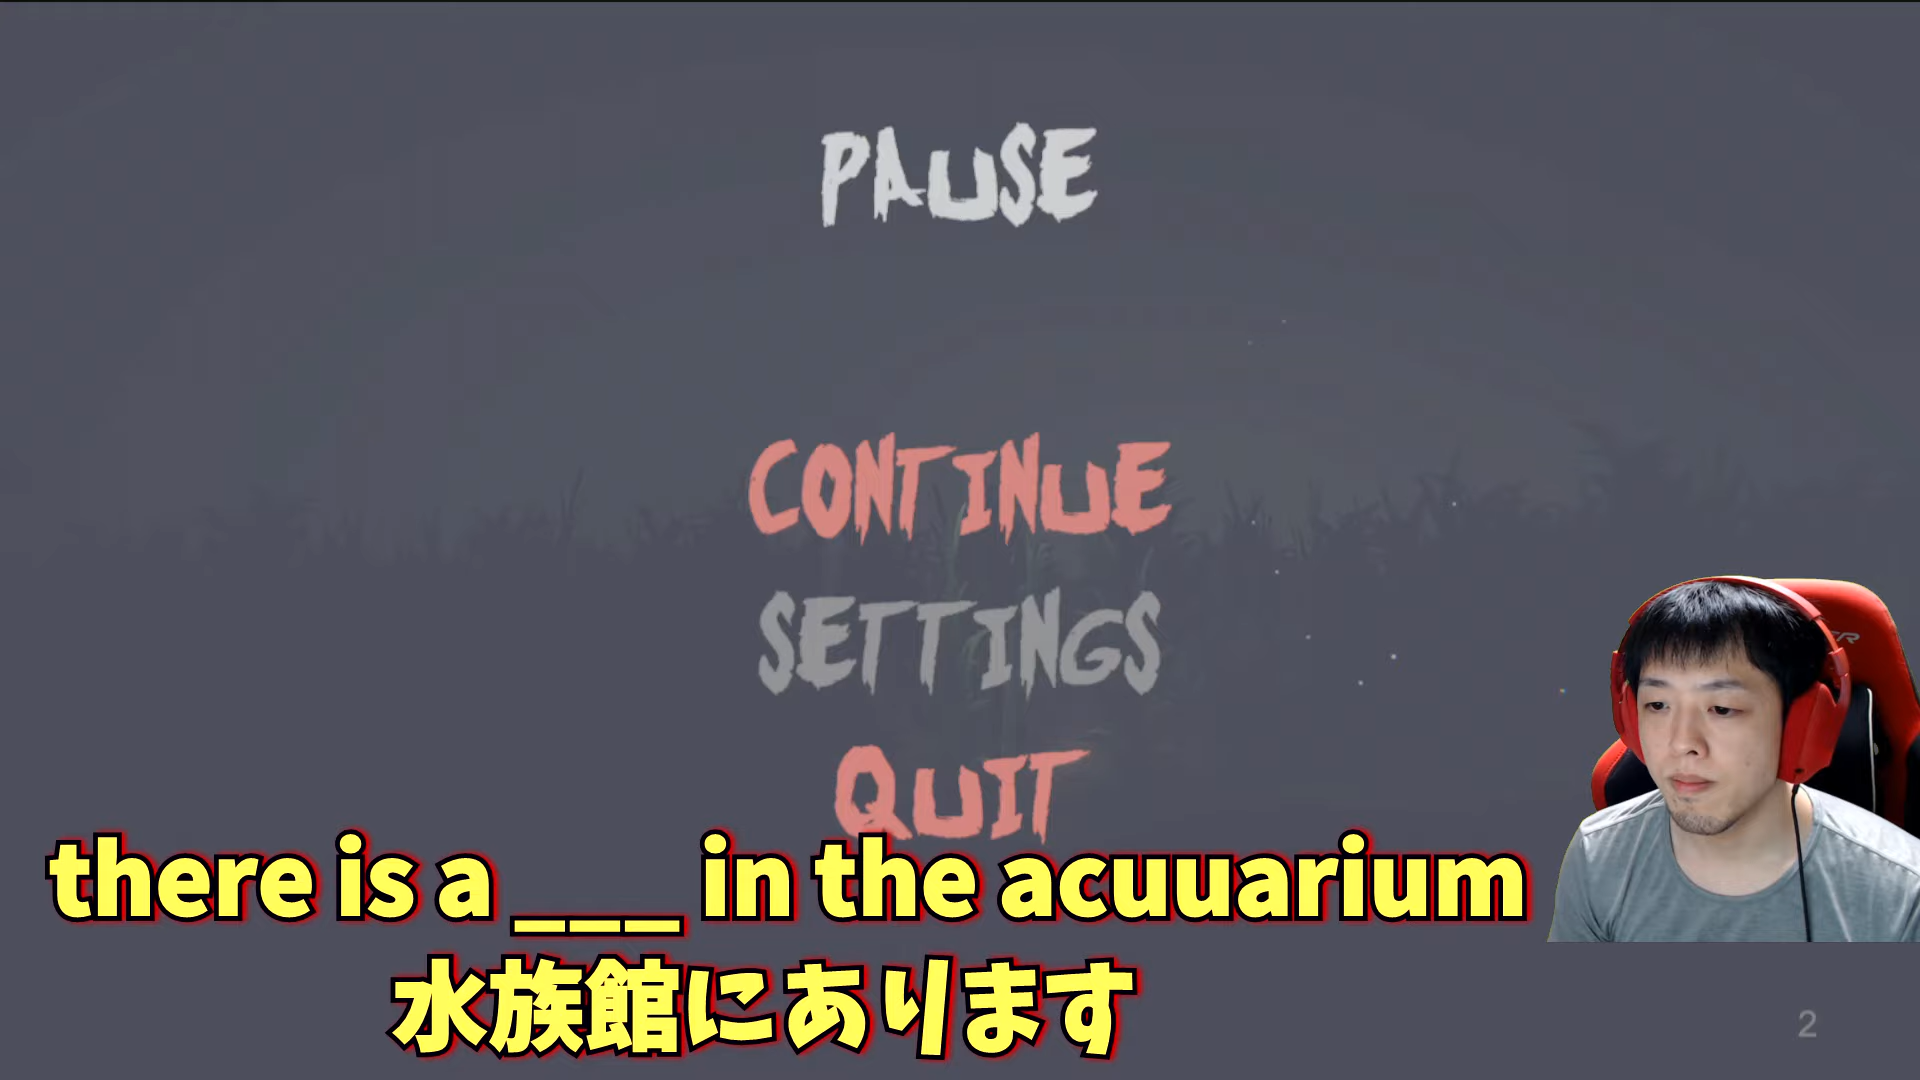 PAUSE
CONTINUE
SETTINGS
QUIT
there is a ___ in the acuuarium
水族館にあります
2